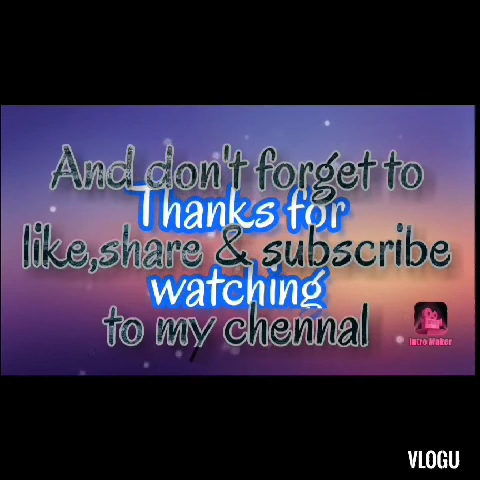 And don't forget to
Thanks for
like,share & subscribe
watching
to my chennal
Intro Maker
VLOGU